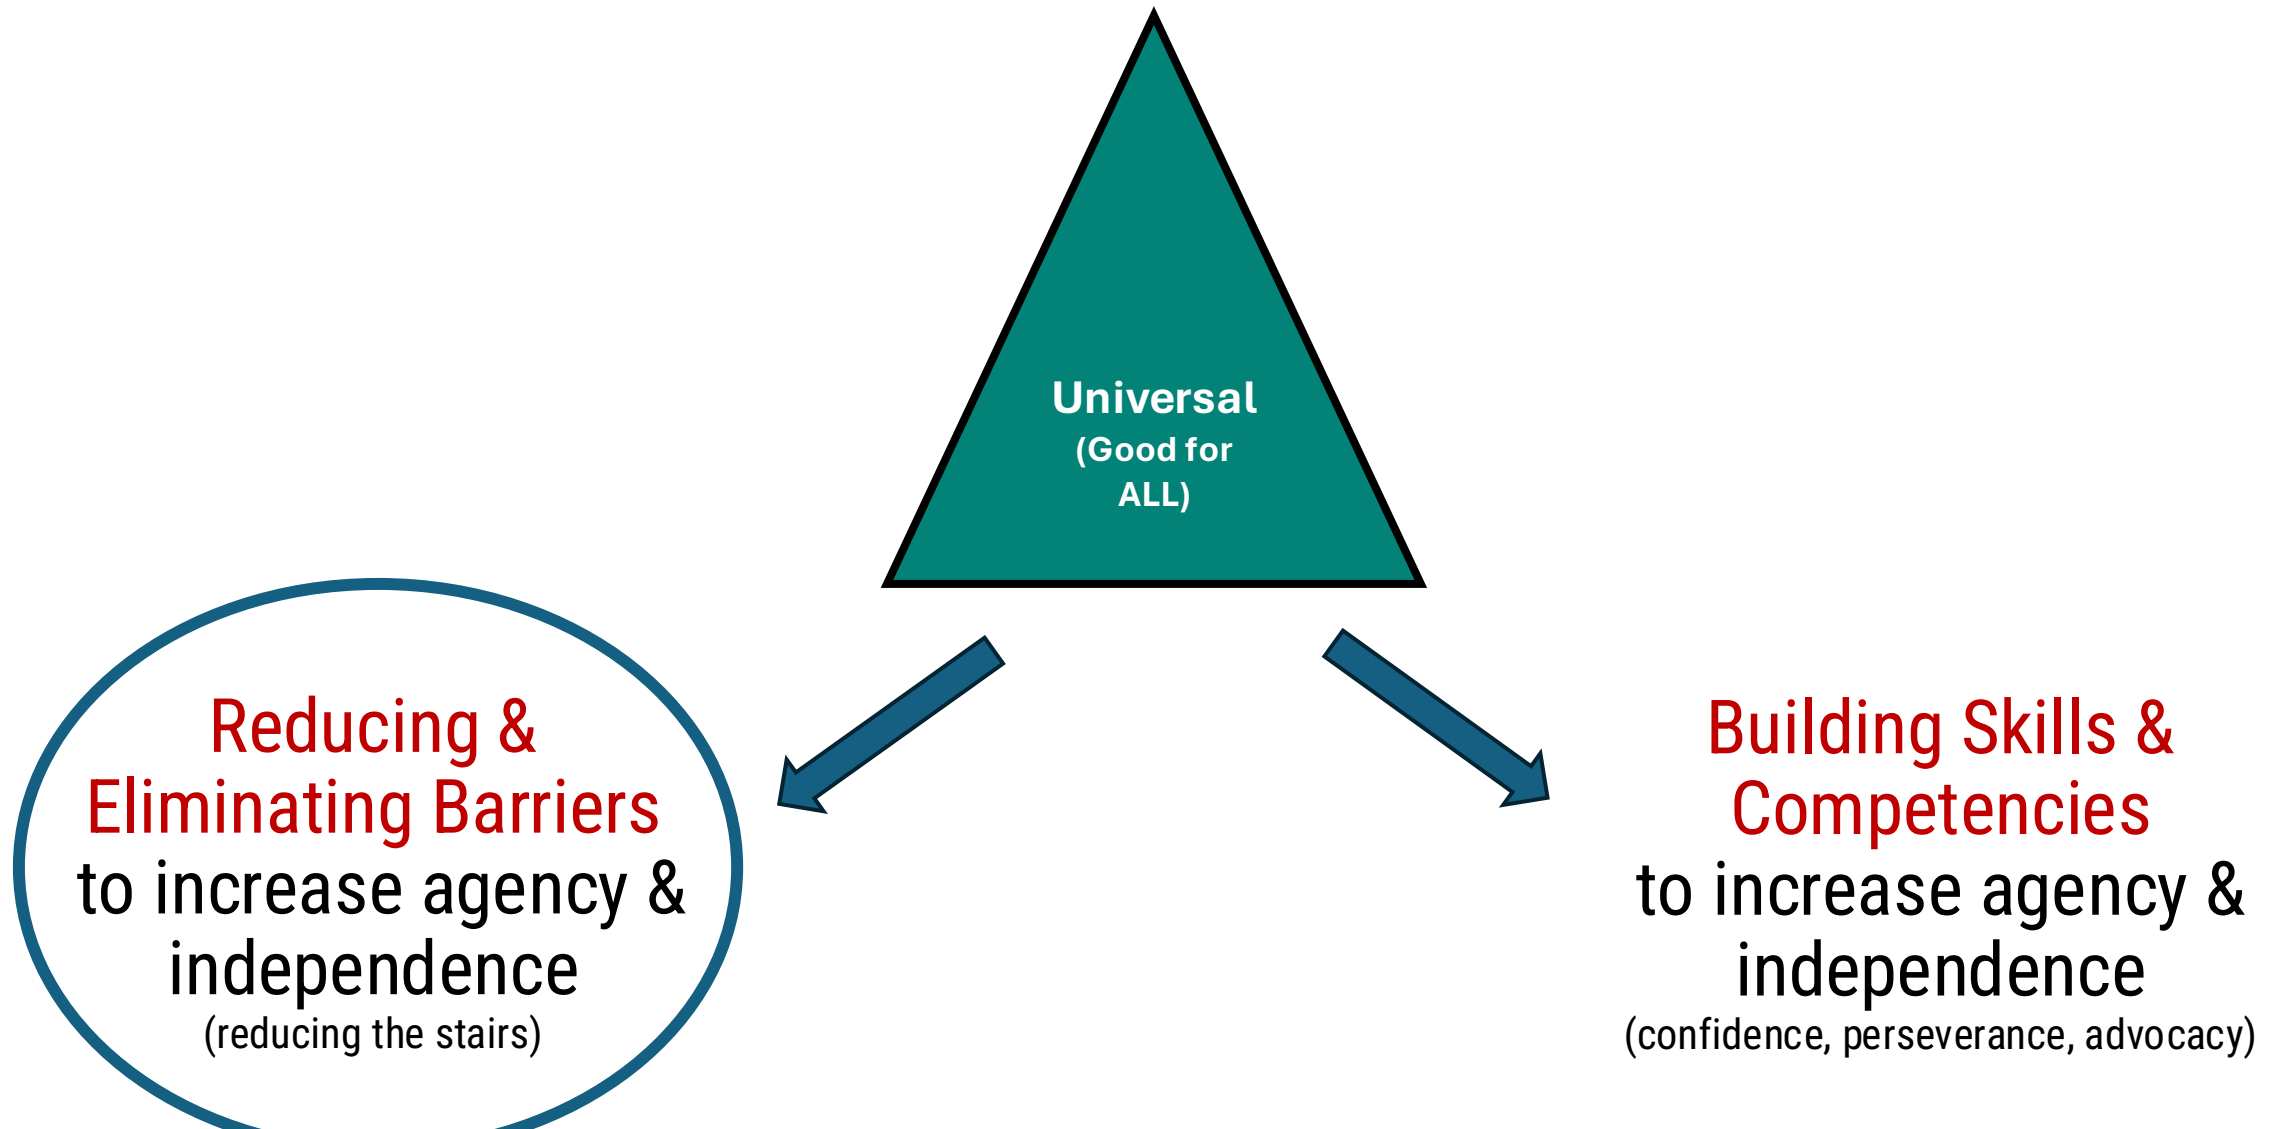 Universal
(Good for
ALL)
Reducing &
Eliminating Barriers
to increase agency &
independence
(reducing the stairs)
Building Skills &
Competencies
to increase agency &
independence
(confidence, perseverance, advocacy)